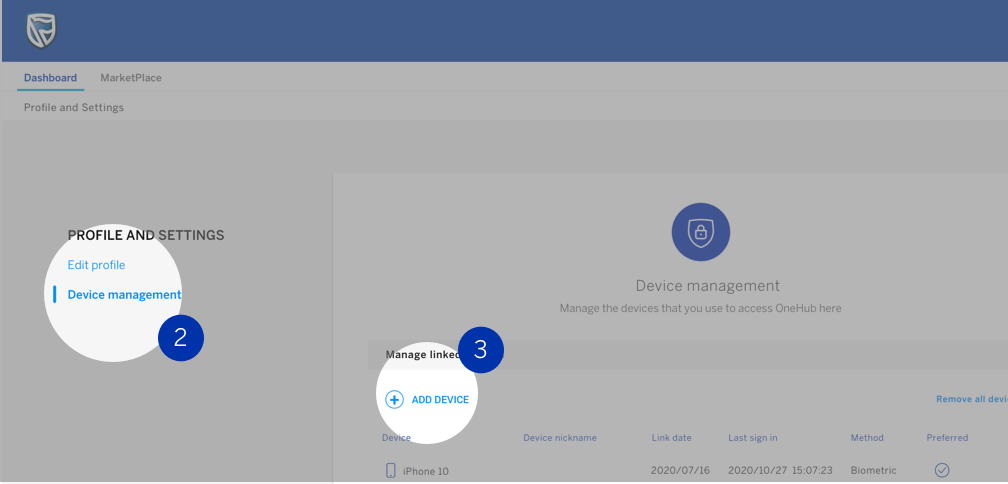 Dashboard MarketPlace
Profile and Settings
PROFILE AND SETTINGS
Edit profile
Device management
2
Device management
Manage the devices that you use to access OneHub here
Manage linked
3
ADD DEVICE
Remove all
Device Device nickname Link date Last sign in Method Preferred
iPhone 10 2020/07/16 2020/10/27 15:07:23 Biometric